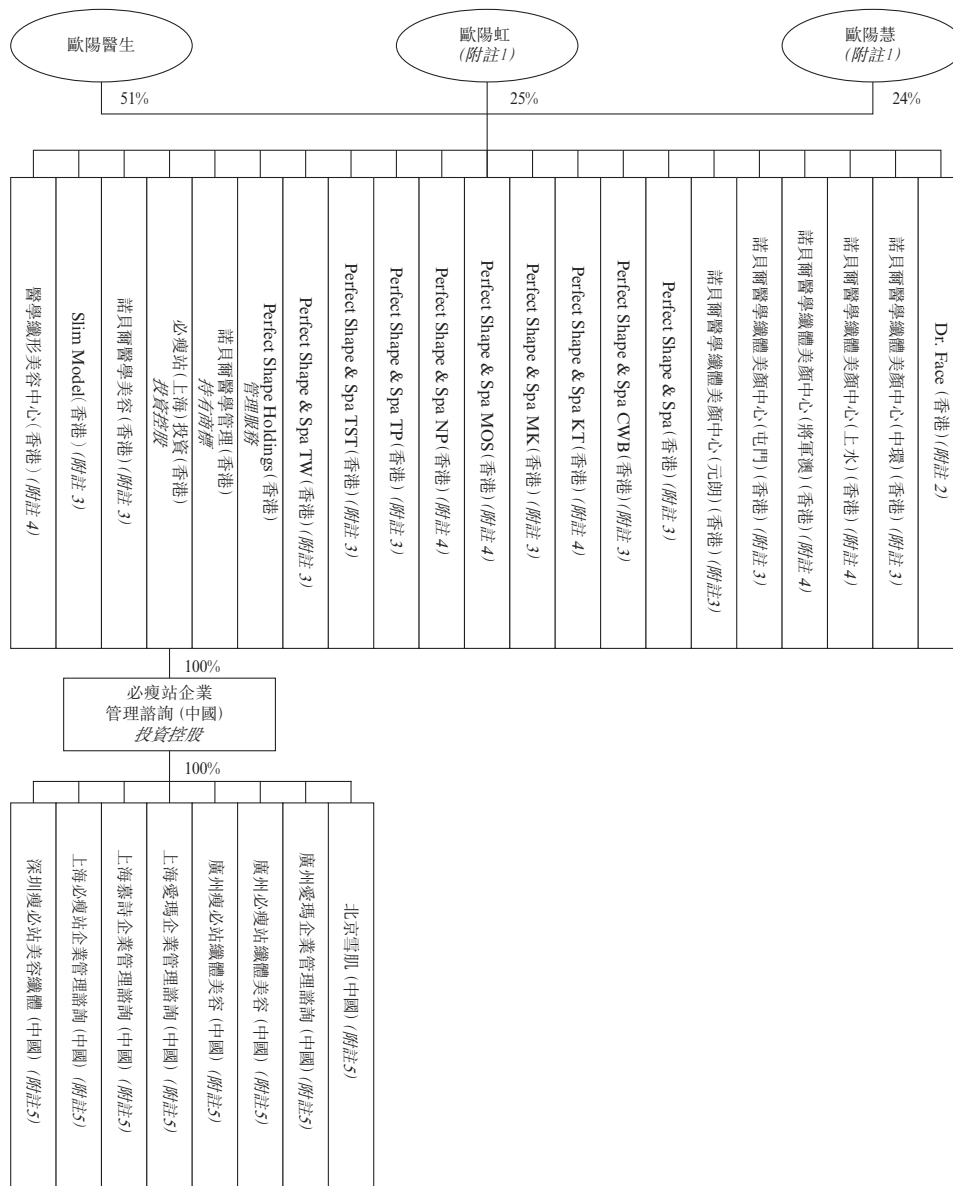 歐陽醫生
歐陽虹
(附註1)
歐陽慧
(附註1)
51%
25%
24%
醫學纖形美容中心(香港)(附註 4)
Slim Model(香港)(附註 3)
諾貝爾醫學美容(香港)(附註 3)
必瘦站(上海)投資(香港)
投資控股
諾貝爾醫學管理(香港)
持有商標
Perfect Shape Holdings(香港)
管理服務
Perfect Shape & Spa TW(香港)(附註 3)
Perfect Shape & Spa TST(香港)(附註 3)
Perfect Shape & Spa TP(香港)(附註 3)
Perfect Shape & Spa NP(香港)(附註 4)
Perfect Shape & Spa MOS(香港)(附註 4)
Perfect Shape & Spa MK(香港)(附註 3)
Perfect Shape & Spa KT(香港)(附註 4)
Perfect Shape & Spa CWB(香港)(附註 3)
Perfect Shape & Spa(香港)(附註 3)
諾貝爾醫學纖體美顏中心(元朗)(香港)(附註3)
諾貝爾醫學纖體美顏中心(屯門)(香港)(附註 3)
諾貝爾醫學纖體美顏中心(將軍澳)(香港)(附註 4)
諾貝爾醫學纖體美顏中心(上水)(香港)(附註 4)
諾貝爾醫學纖體美顏中心(中環)(香港)(附註 3)
Dr. Face(香港)(附註 2)
100%
必瘦站企業
管理諮詢(中國)
投資控股
100%
深圳瘦必站美容纖體(中國)(附註5)
上海必瘦站企業管理諮詢(中國)(附註5)
上海慕詩企業管理諮詢(中國)(附註5)
上海愛瑪企業管理諮詢(中國)(附註5)
廣州瘦必站纖體美容(中國)(附註5)
廣州必瘦站纖體美容(中國)(附註5)
廣州愛瑪企業管理諮詢(中國)(附註5)
北京雪肌(中國)(附註5)